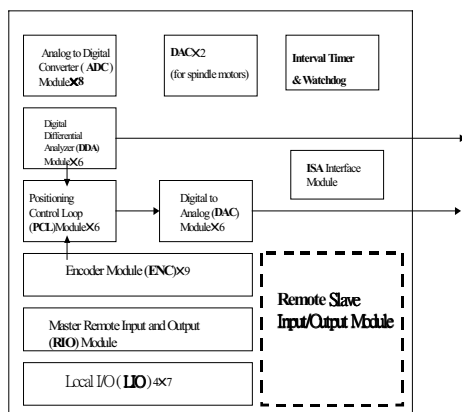 Analog to Digital
Converter ( ADC)
Module×8
DAC×2
(for spindle motors)
Interval Timer
& Watchdog
Digital
Differential
Analyzer (DDA)
Module×6
ISA Interface
Module
Positioning
Control Loop
(PCL)Module×6
Digital to
Analog (DAC)
Module×6
Encoder Module (ENC)×9
Remote Slave
Input/Output Module
Master Remote Input and Output
(RIO) Module
Local I/O ( LIO) 4×7